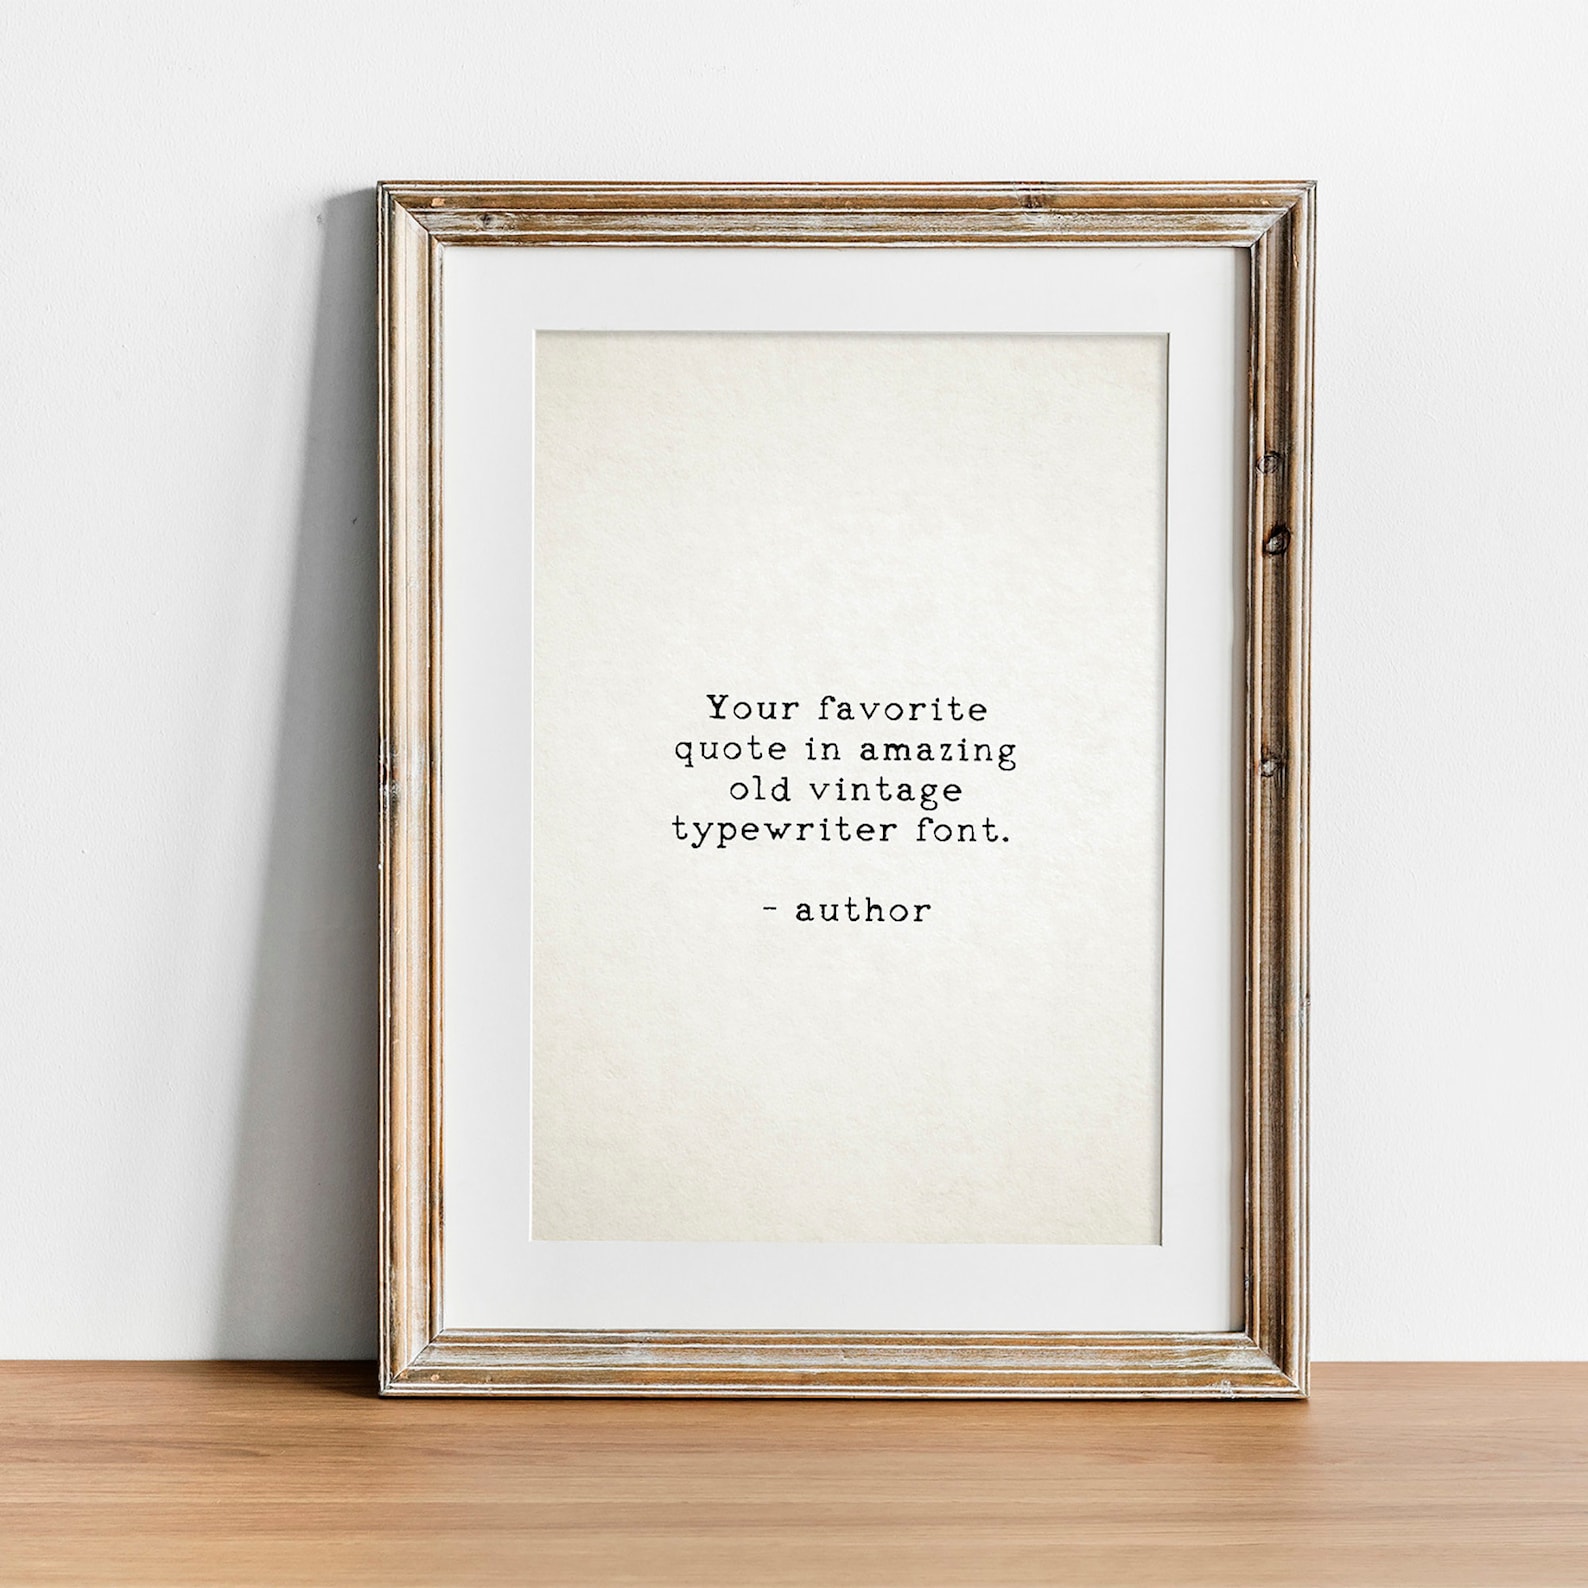 Your favorite
quote in amazing
old vintage
typewriter font.
- author